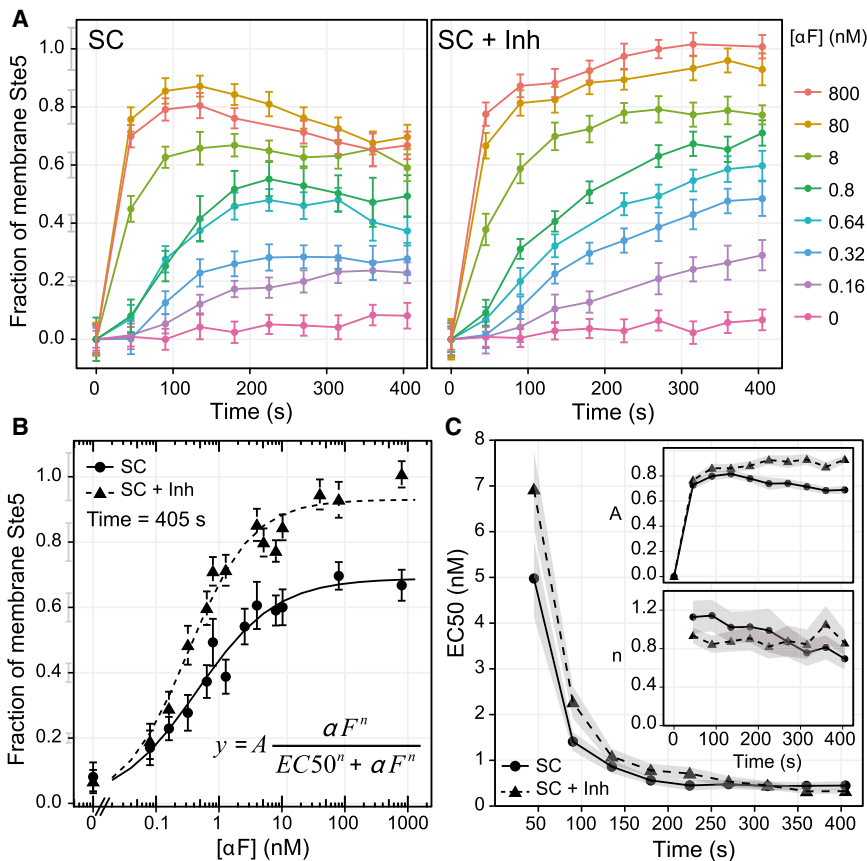 A
SC
SC + Inh
[αF] (nM)
Fraction of membrane Ste5
1.0
0.8
0.6
0.4
0.2
0.0
800
80
8
0.8
0.64
0.32
0.16
0
0 100 200 300 400
0 100 200 300 400
Time (s)
Time (s)
B
SC
SC + Inh
Time = 405 s
Fraction of membrane Ste5
1.0
0.8
0.6
0.4
0.2
0.0
y = A αFⁿ / EC50ⁿ + αFⁿ
0 0.1 1 10 100 1000
[αF] (nM)
C
EC50 (nM)
8
7
6
5
4
3
2
1
0
A
0.8
0.6
0.4
0.2
0.0
n
1.2
0.8
0.4
0.0
0 100 200 300 400
Time (s)
SC
SC + Inh
50 100 150 200 250 300 350 400
Time (s)